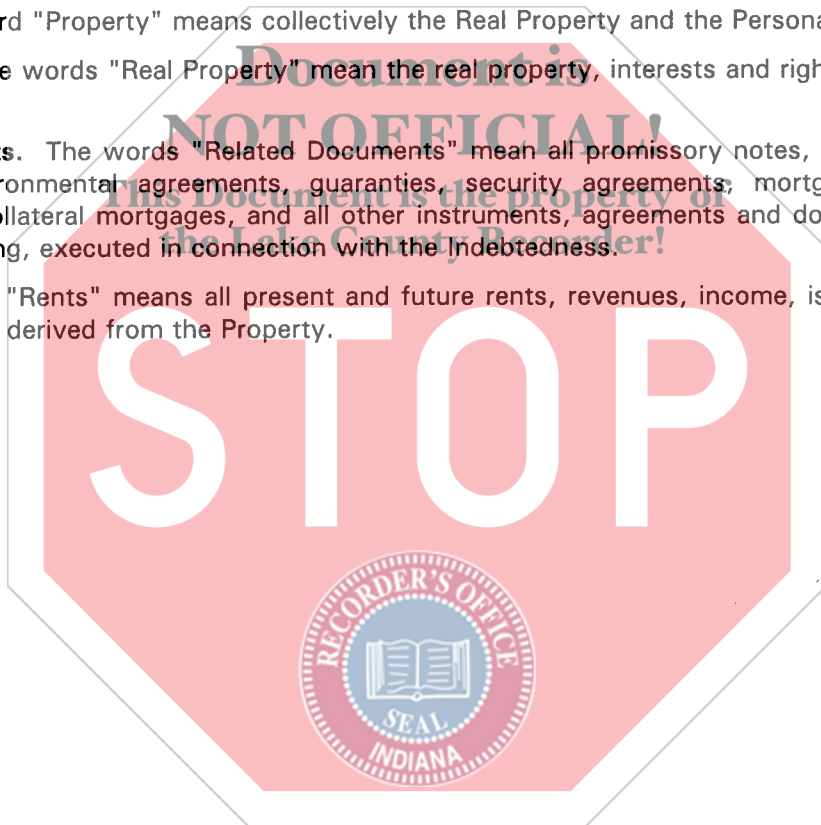 rd "Property" means collectively the Real Property and the Persona
Document is
e words "Real Property" mean the real property, interests and righ
NOT OFFICIAL!
ts. The words "Related Documents" mean all promissory notes,
ronmental agreements, guaranties, security agreements, mortg
This Document is the property of
llateral mortgages, and all other instruments, agreements and do
the Lake County Recorder!
ng, executed in connection with the Indebtedness.
"Rents" means all present and future rents, revenues, income, is
derived from the Property.
STOP
RECORDER'S OFFICE
SEAL
INDIANA